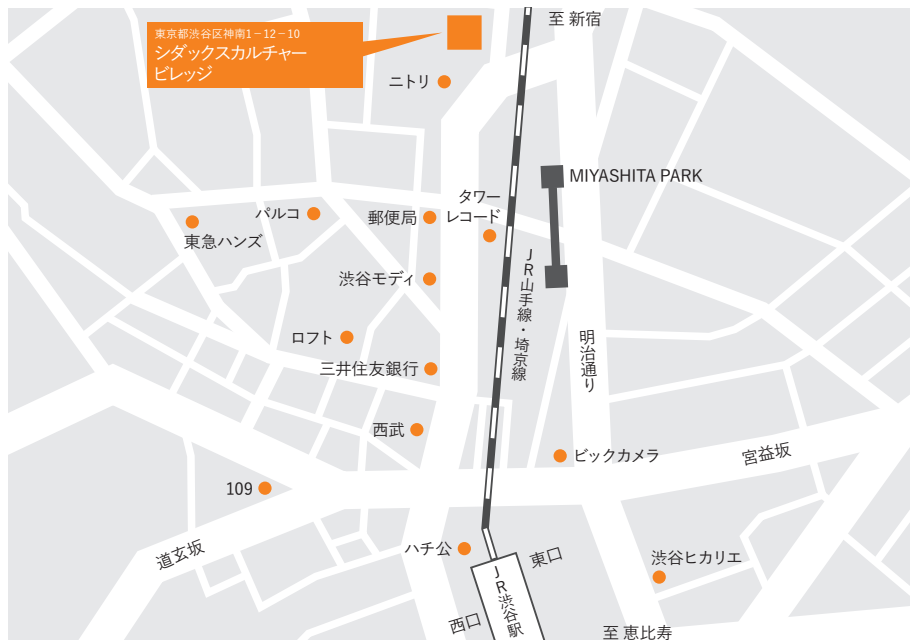 至 新宿
東京都渋谷区神南1−12−10
シダックスカルチャー
ビレッジ
ニトリ
MIYASHITA PARK
タワー
レコード
パルコ
郵便局
東急ハンズ
JR山手線・埼京線
渋谷モディ
ロフト
明治通り
三井住友銀行
西武
ビックカメラ
宮益坂
109
道玄坂
ハチ公
東口
渋谷ヒカリエ
JR渋谷駅
西口
至 恵比寿